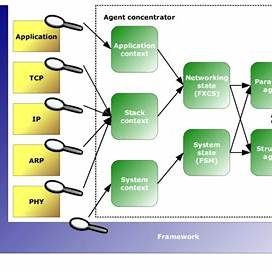 Agent concentrator
Application
TCP
IP
ARP
PHY
Application
context
Stack
context
System
context
Networking
state
(FXCS)
System
state
(FSM)
Framework